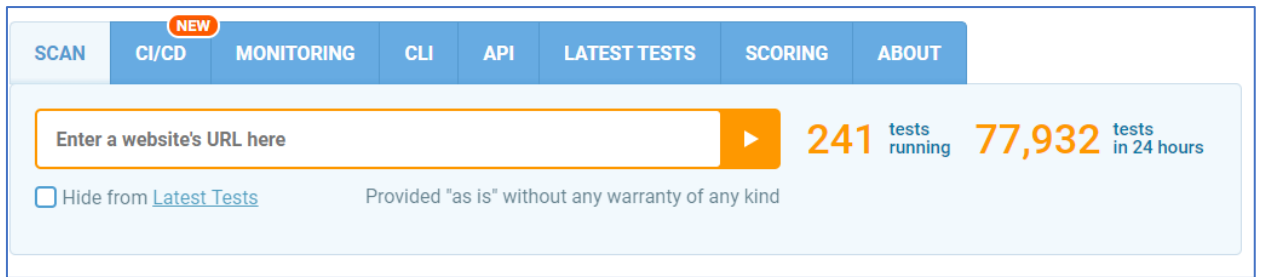 NEW
SCAN CI/CD MONITORING CLI API LATEST TESTS SCORING ABOUT
Enter a website's URL here
241 tests running 77,932 tests in 24 hours
Hide from Latest Tests Provided "as is" without any warranty of any kind